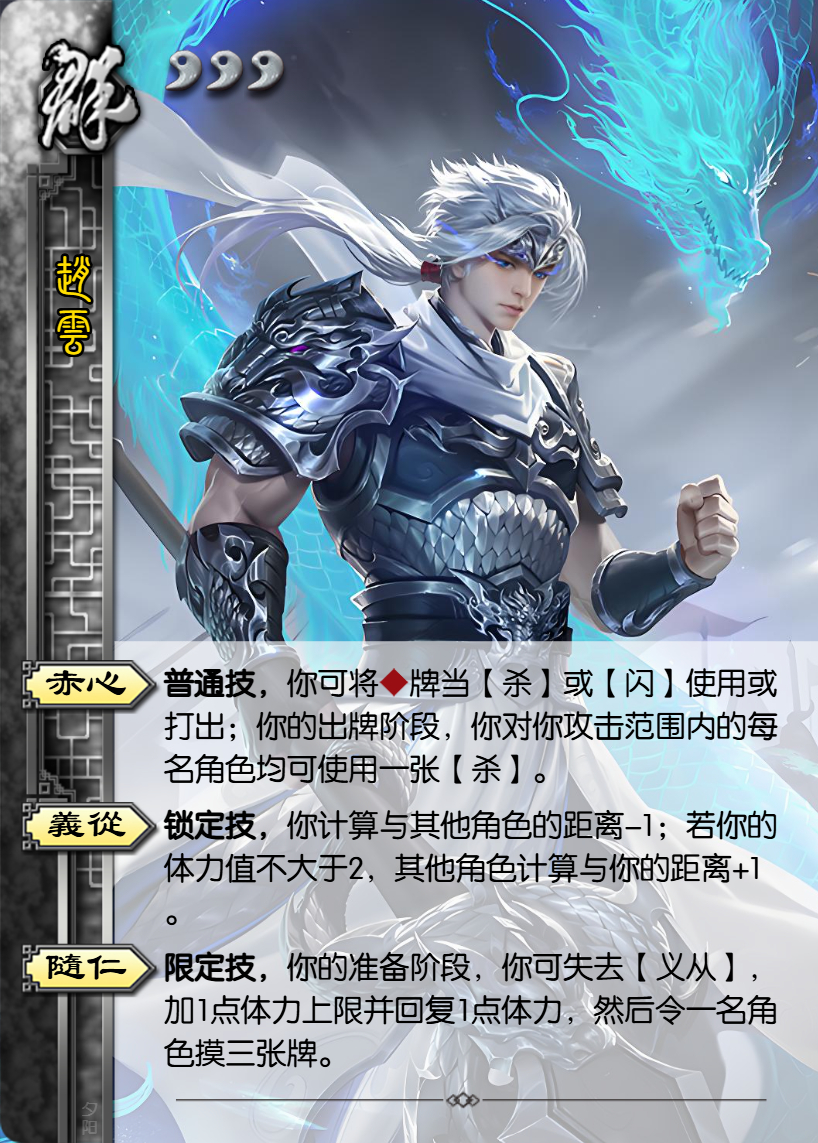 群
趙雲
赤心
普通技，你可将♦牌当【杀】或【闪】使用或
打出；你的出牌阶段，你对你攻击范围内的每
名角色均可使用一张【杀】。
義從
锁定技，你计算与其他角色的距离-1；若你的
体力值不大于2，其他角色计算与你的距离+1
。
隨仁
限定技，你的准备阶段，你可失去【义从】，
加1点体力上限并回复1点体力，然后令一名角
色摸三张牌。
夕阳